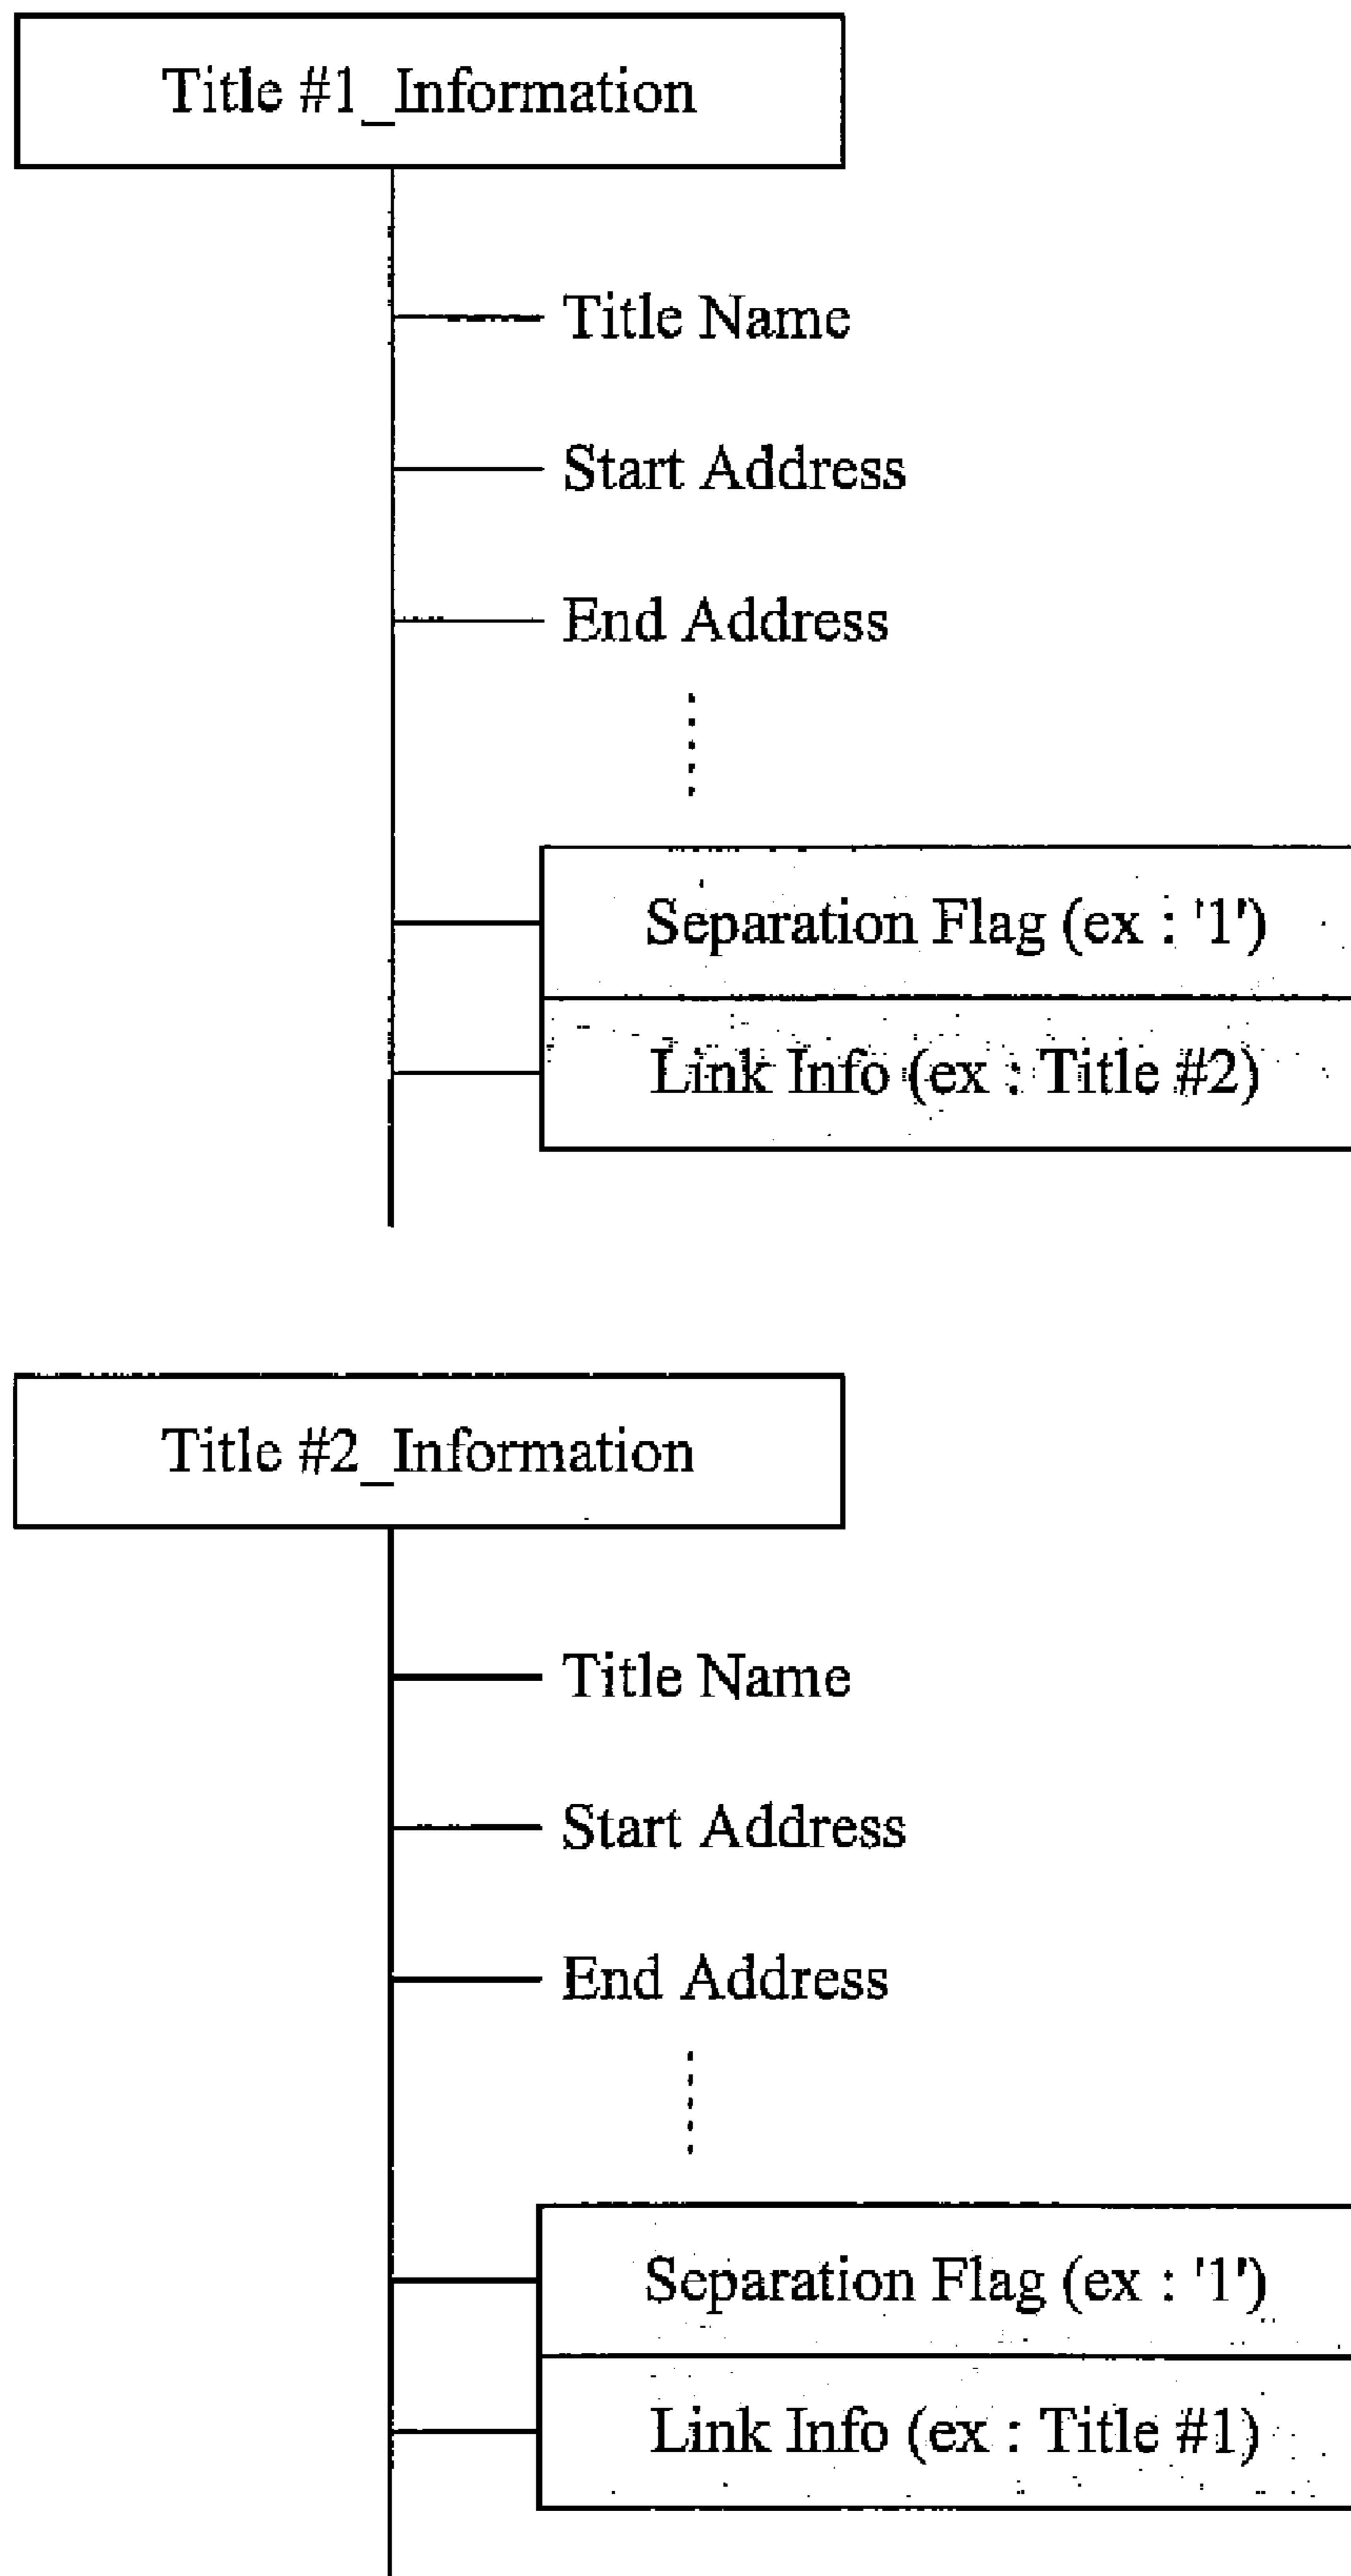 Title #1_Information
Title Name
Start Address
End Address
Separation Flag (ex : '1')
Link Info (ex : Title #2)
Title #2_Information
Title Name
Start Address
End Address
Separation Flag (ex : '1')
Link Info (ex : Title #1)